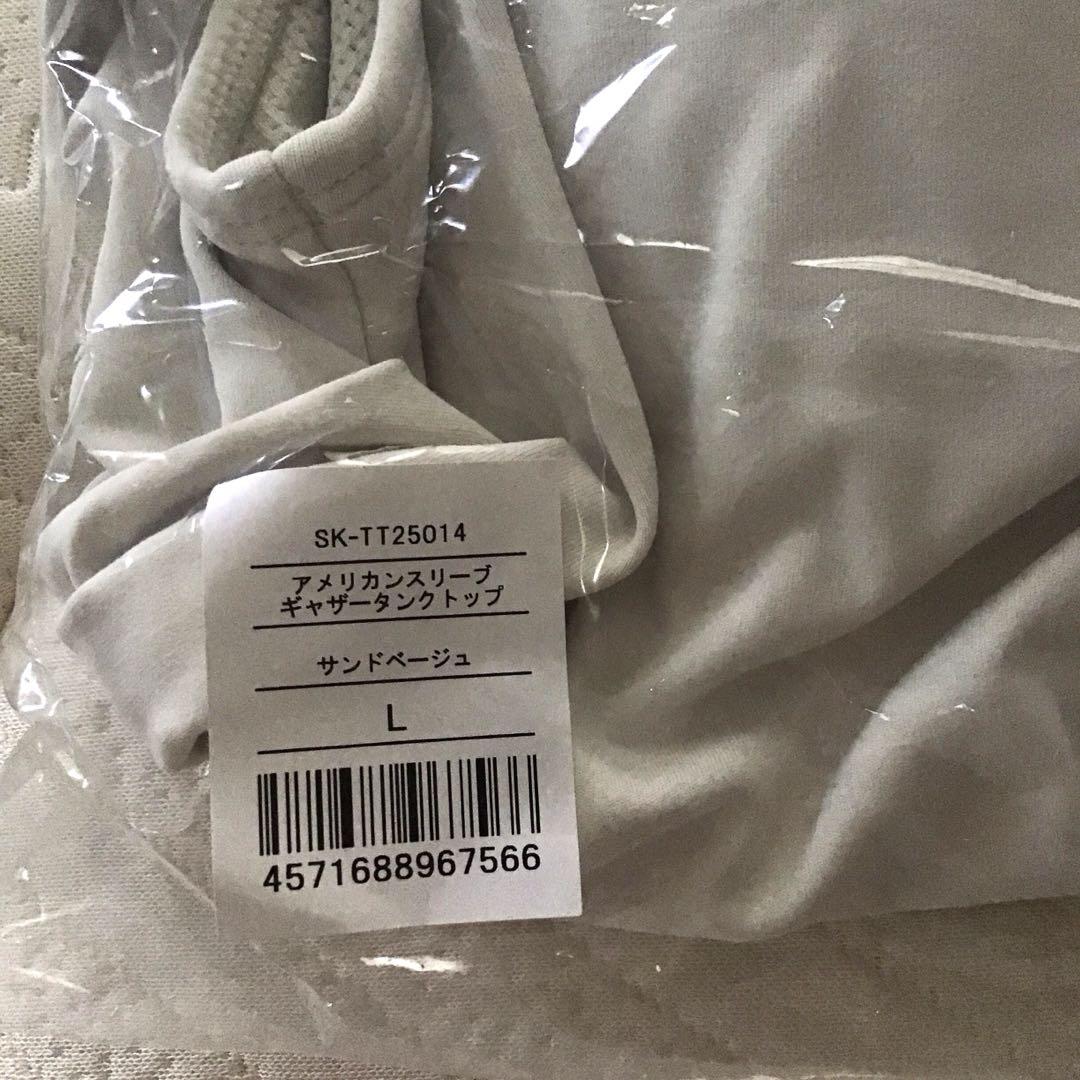 SK-TT25014
アメリカンスリーブ
ギャザータンクトップ
サンドベージュ
L
4571688967566